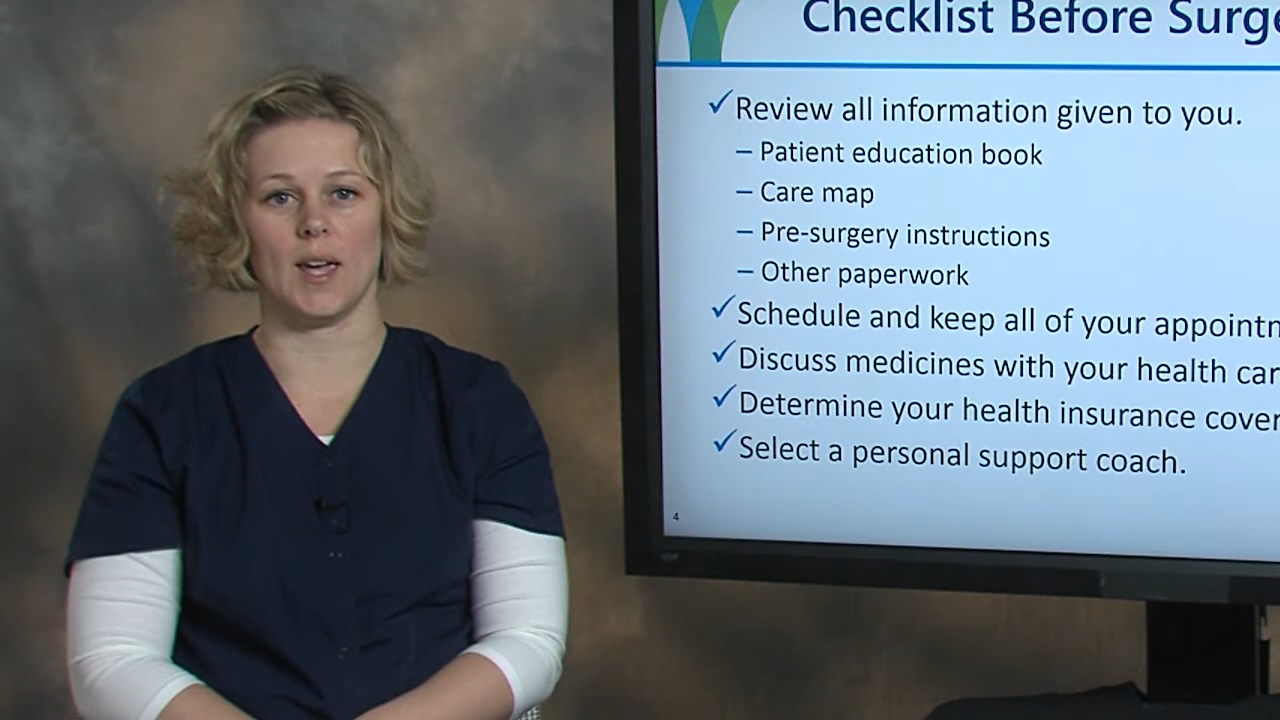 Checklist Before Surge
✓Review all information given to you.
– Patient education book
– Care map
– Pre-surgery instructions
– Other paperwork
✓Schedule and keep all of your appointm
✓Discuss medicines with your health car
✓Determine your health insurance cover
✓Select a personal support coach.
4